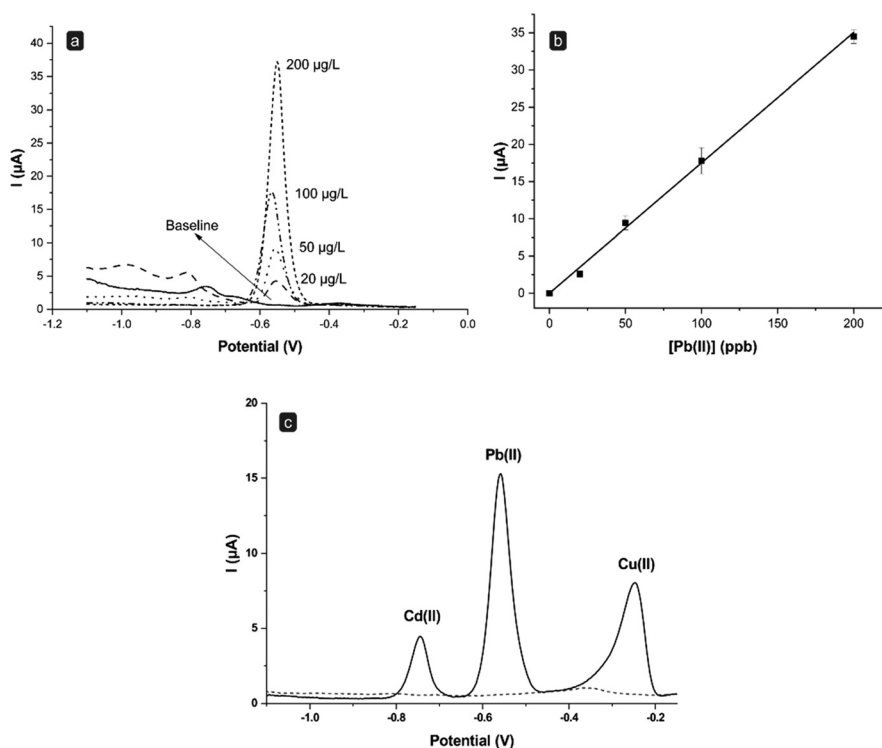 a
40
35
30
25
20
15
10
5
0
I (µA)
200 µg/L
100 µg/L
Baseline
50 µg/L
20 µg/L
-1.2
-1.0
-0.8
-0.6
-0.4
-0.2
0.0
Potential (V)
b
35
30
25
20
15
10
5
0
I (µA)
0
50
100
150
200
[Pb(II)] (ppb)
c
20
15
10
5
0
I (µA)
Pb(II)
Cu(II)
Cd(II)
-1.0
-0.8
-0.6
-0.4
-0.2
Potential (V)